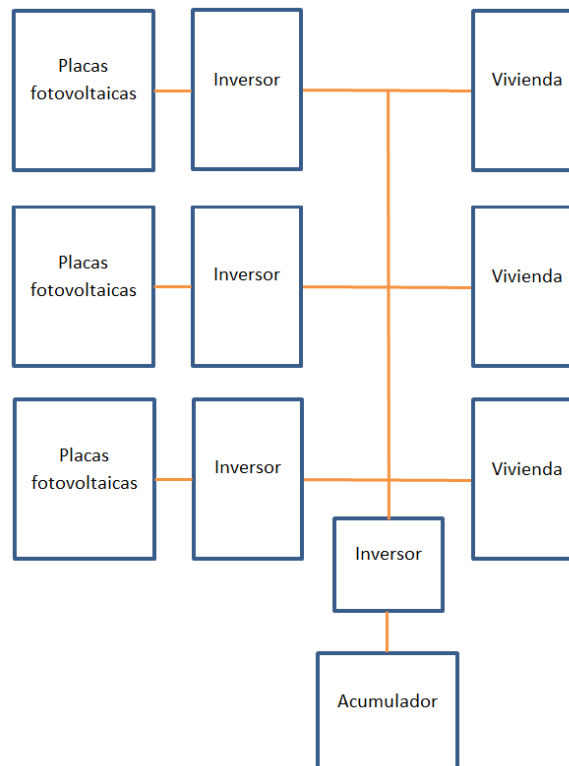 Placas
fotovoltaicas
Inversor
Vivienda
Placas
fotovoltaicas
Inversor
Vivienda
Placas
fotovoltaicas
Inversor
Vivienda
Inversor
Acumulador